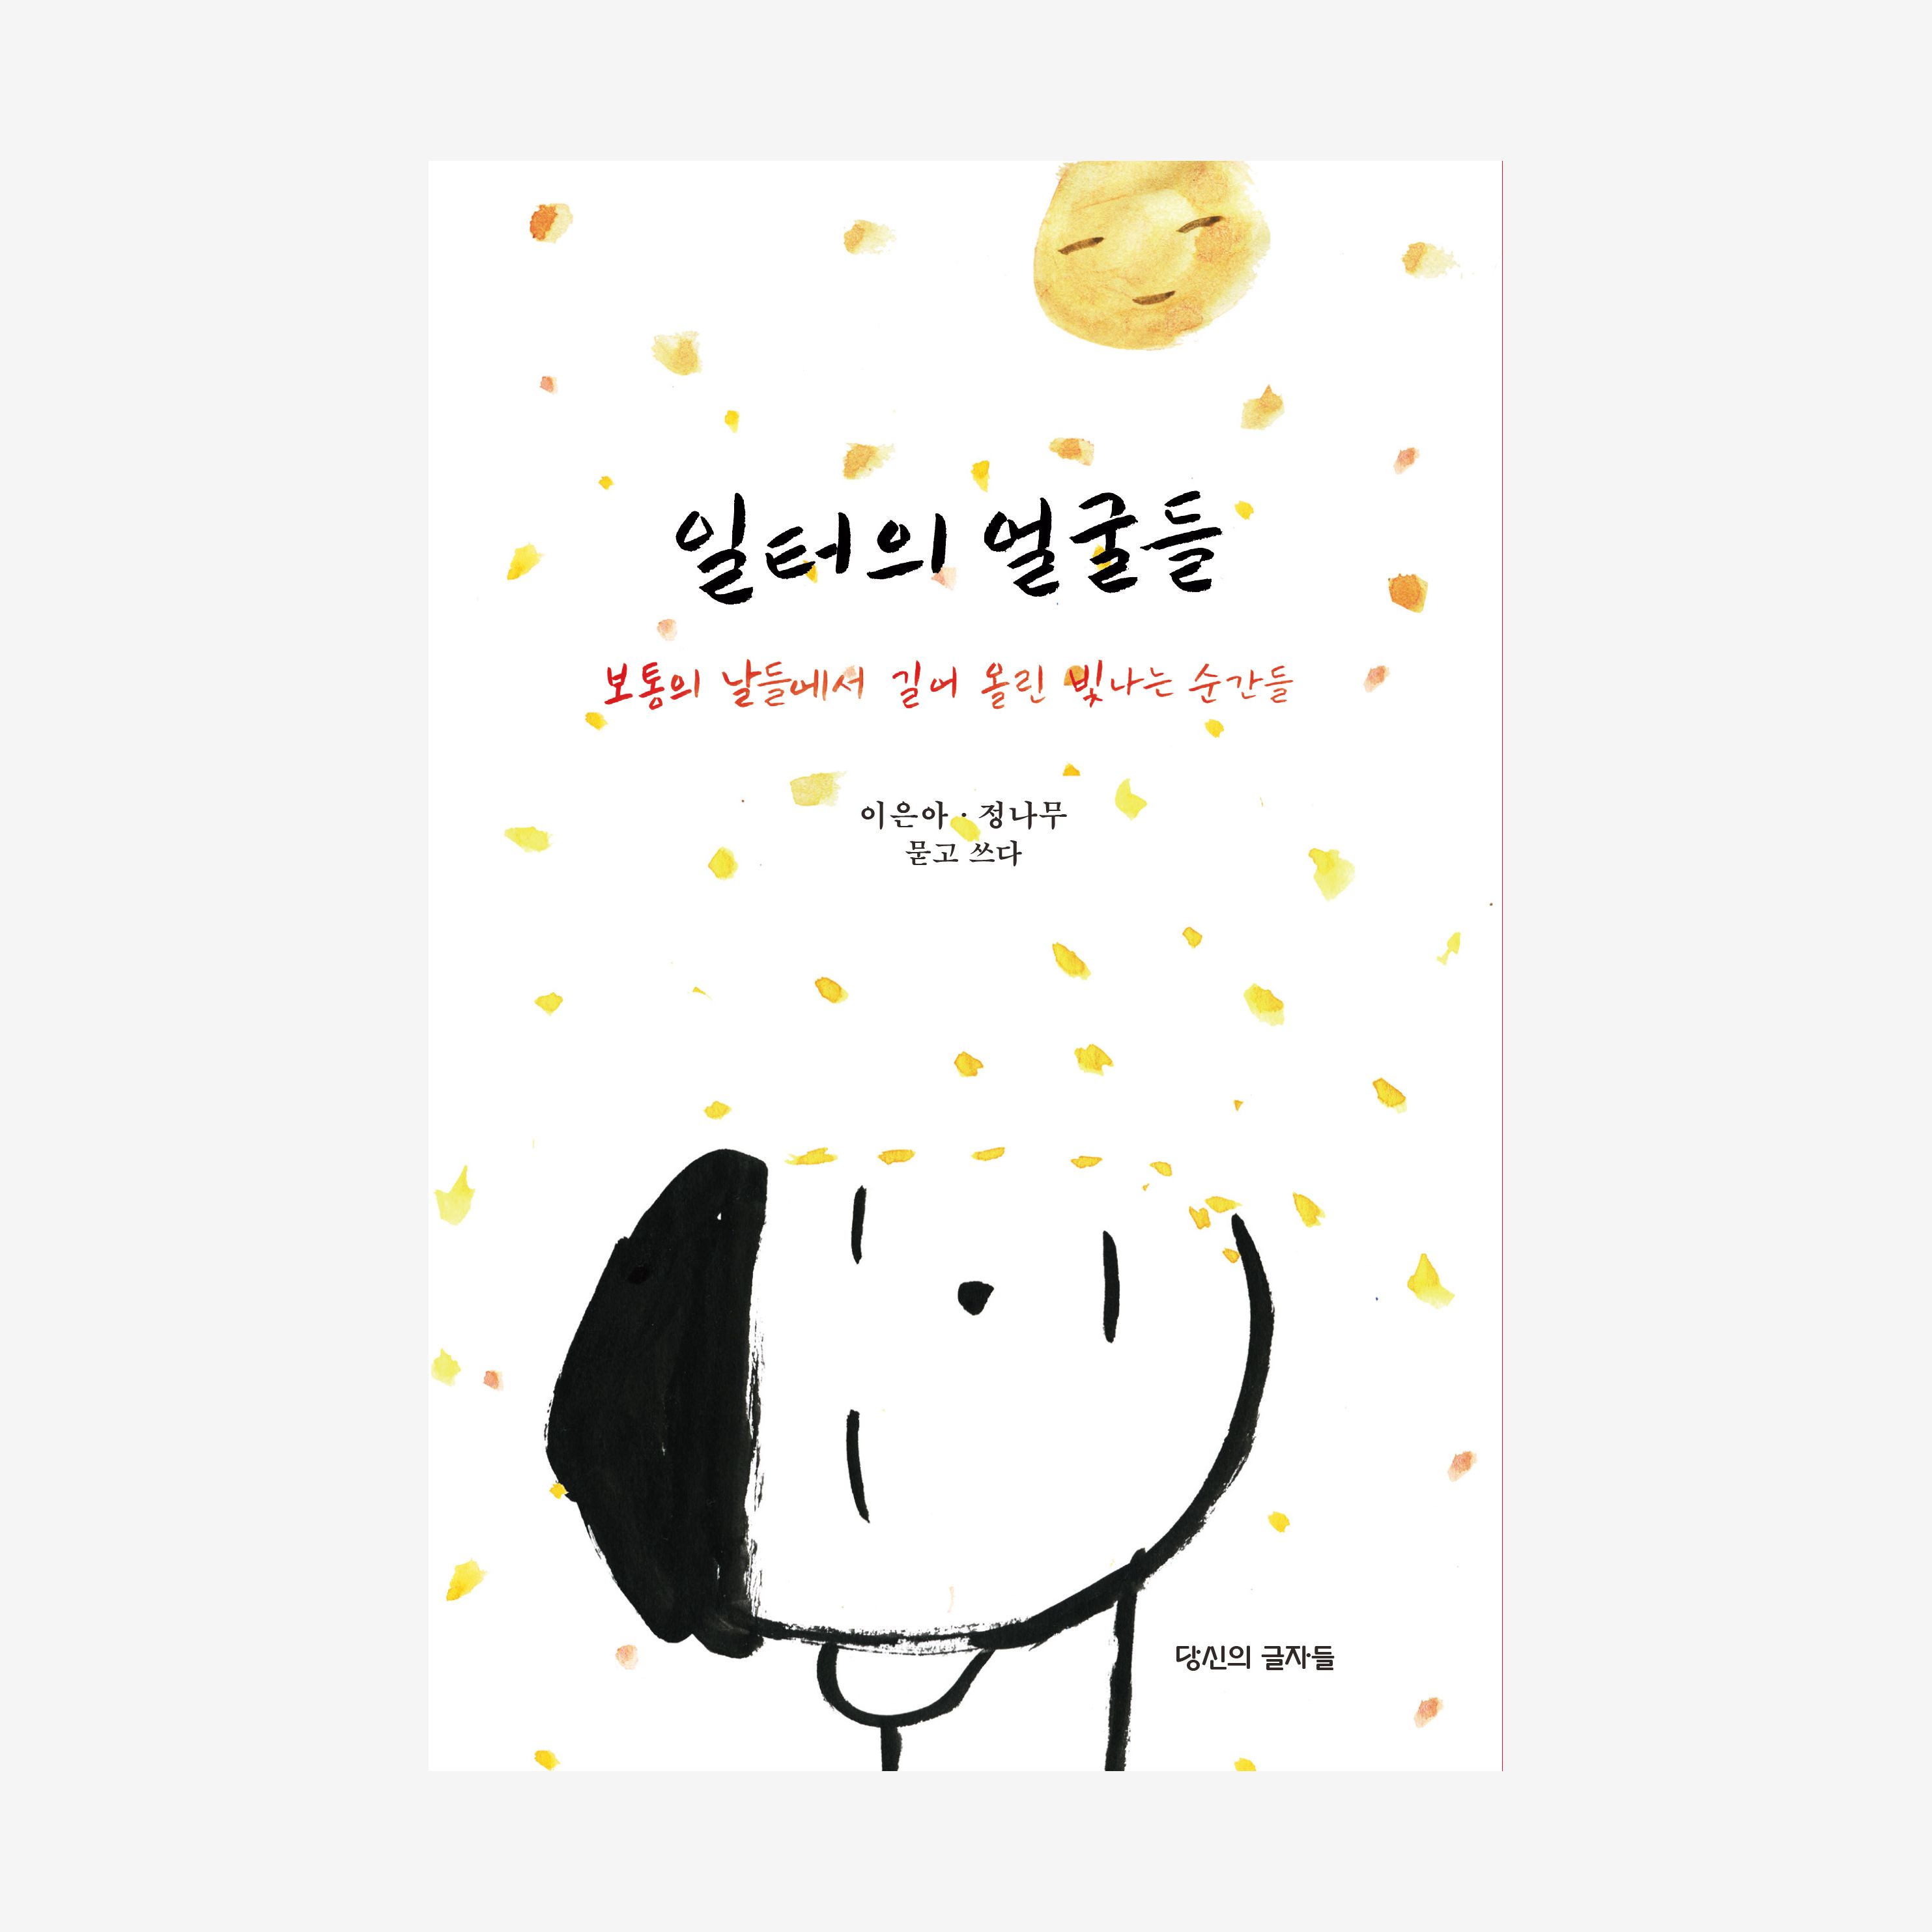 일터의 얼굴들
보통의 날들에서 길어 올린 빛나는 순간들
이은아 · 정나무
묻고 쓰다
당신의 글자들